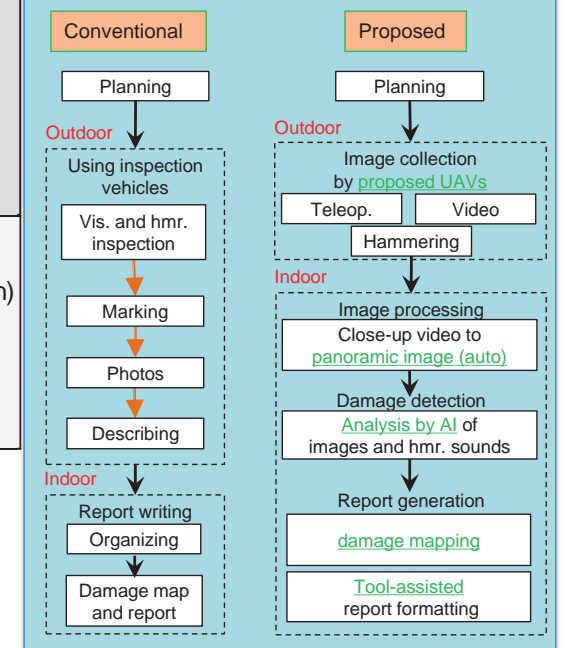 Conventional
Planning
Outdoor
Using inspection
vehicles
Vis. and hmr.
inspection
Marking
Photos
Describing
Indoor
Report writing
Organizing
Damage map
and report
Proposed
Planning
Outdoor
Image collection
by proposed UAVs
Teleop.
Video
Hammering
Indoor
Image processing
Close-up video to
panoramic image (auto)
Damage detection
Analysis by AI of
images and hmr. sounds
Report generation
damage mapping
Tool-assisted
report formatting